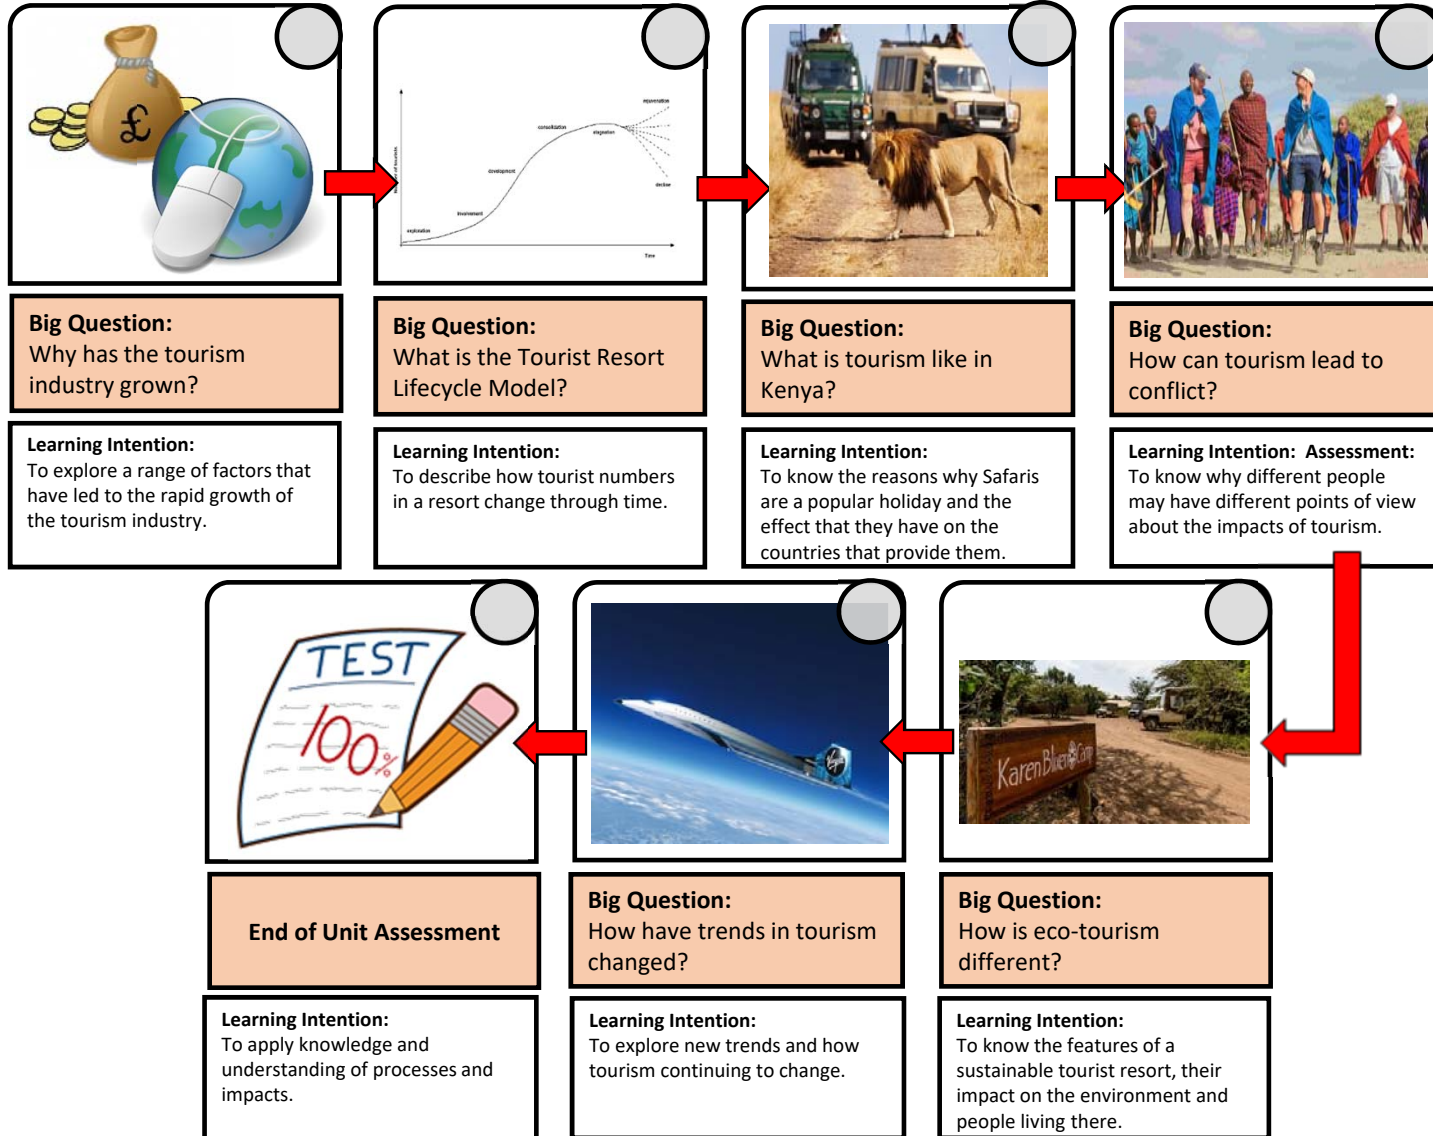 £
rejuvenation
consolidation
stagnation
development
decline
involvement
exploration
Time
Big Question:
Why has the tourism
industry grown?
Big Question:
What is the Tourist Resort
Lifecycle Model?
Big Question:
What is tourism like in
Kenya?
Big Question:
How can tourism lead to
conflict?
Learning Intention:
To explore a range of factors that
have led to the rapid growth of
the tourism industry.
Learning Intention:
To describe how tourist numbers
in a resort change through time.
Learning Intention:
To know the reasons why Safaris
are a popular holiday and the
effect that they have on the
countries that provide them.
Learning Intention:  Assessment:
To know why different people
may have different points of view
about the impacts of tourism.
Karen Blixen Camp
Big Question:
How is eco-tourism
different?
Learning Intention:
To know the features of a
sustainable tourist resort, their
impact on the environment and
people living there.
Virgin
Big Question:
How have trends in tourism
changed?
Learning Intention:
To explore new trends and how
tourism continuing to change.
TEST
100%
End of Unit Assessment
Learning Intention:
To apply knowledge and
understanding of processes and
impacts.